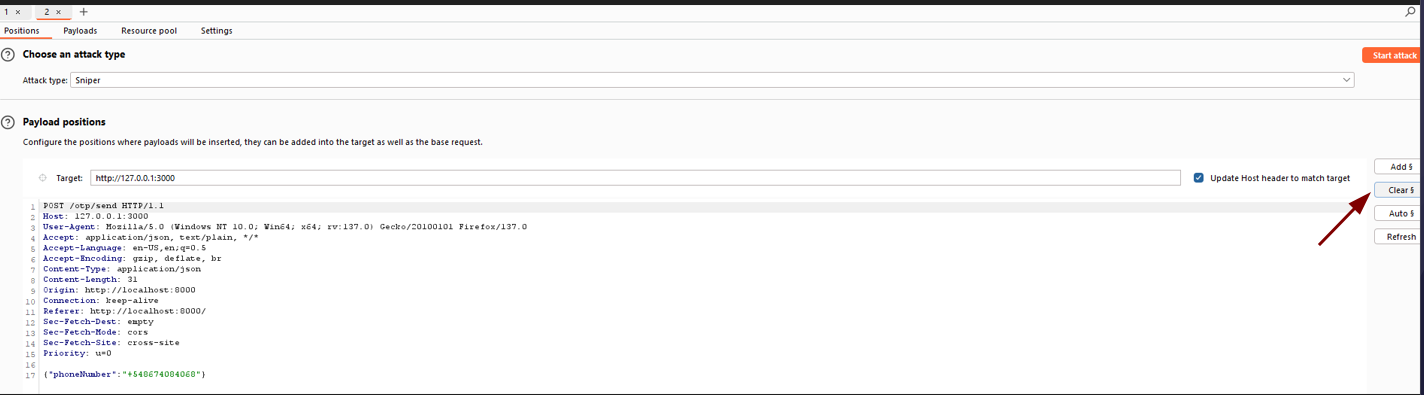 1 × 2 × +
Positions Payloads Resource pool Settings
? Choose an attack type Start attack
Attack type: Sniper
? Payload positions
Configure the positions where payloads will be inserted, they can be added into the target as well as the base request.
Add §
Target: http://127.0.0.1:3000 Update Host header to match target
Clear §
Auto §
Refresh
1 POST /otp/send HTTP/1.1
2 Host: 127.0.0.1:3000
3 User-Agent: Mozilla/5.0 (Windows NT 10.0; Win64; x64; rv:137.0) Gecko/20100101 Firefox/137.0
4 Accept: application/json, text/plain, */*
5 Accept-Language: en-US,en;q=0.5
6 Accept-Encoding: gzip, deflate, br
7 Content-Type: application/json
8 Content-Length: 31
9 Origin: http://localhost:8000
10 Connection: keep-alive
11 Referer: http://localhost:8000/
12 Sec-Fetch-Dest: empty
13 Sec-Fetch-Mode: cors
14 Sec-Fetch-Site: cross-site
15 Priority: u=0
16
17 {"phoneNumber":"+548674084068"}